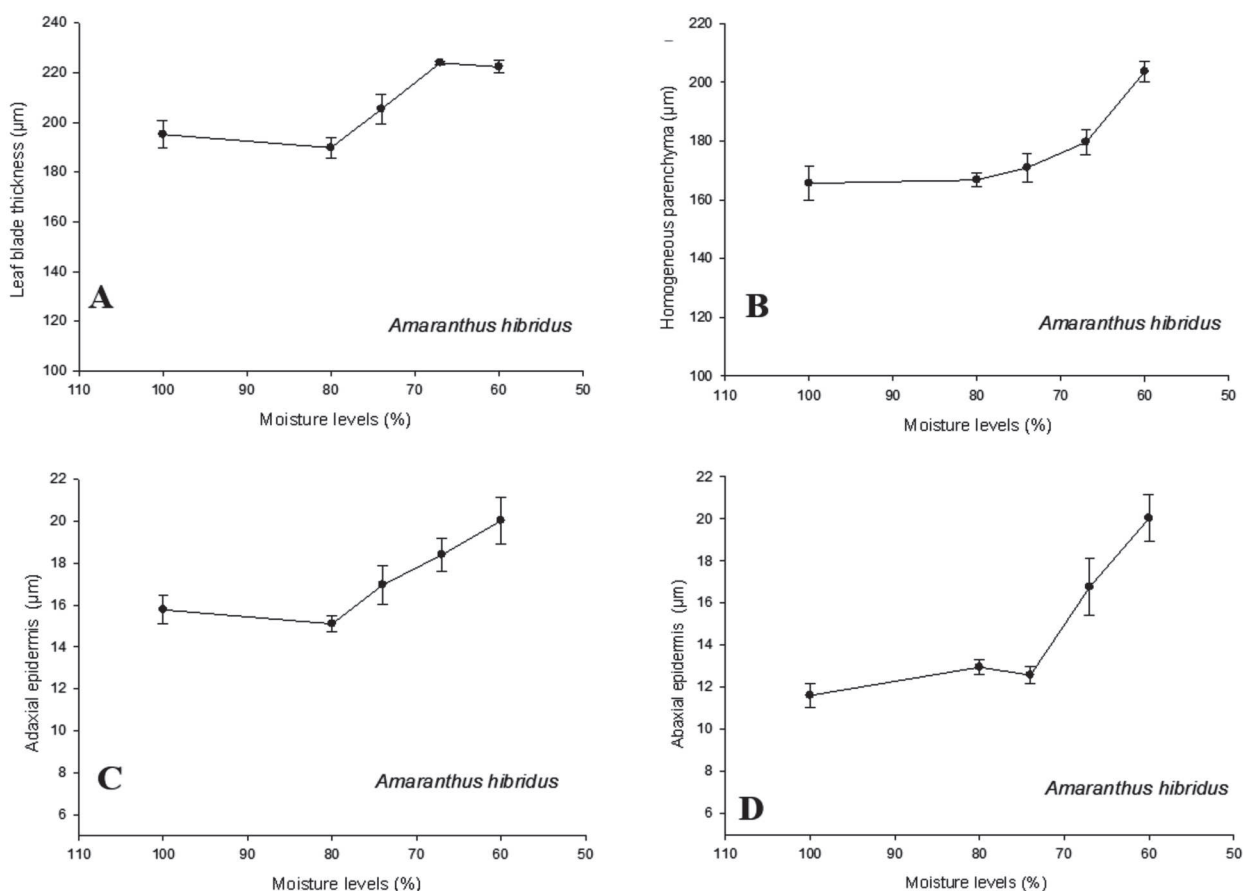 240
220
200
180
160
140
120
100
Leaf blade thickness (µm)
A
Amaranthus hibridus
110 100 90 80 70 60 50
Moisture levels (%)
220
200
180
160
140
120
100
Homogeneous parenchyma (µm)
B
Amaranthus hibridus
110 100 90 80 70 60 50
Moisture levels (%)
22
20
18
16
14
12
10
8
6
Adaxial epidermis (µm)
C
Amaranthus hibridus
110 100 90 80 70 60 50
Moisture levels (%)
22
20
18
16
14
12
10
8
6
Abaxial epidermis (µm)
D
Amaranthus hibridus
110 100 90 80 70 60 50
Moisture levels (%)